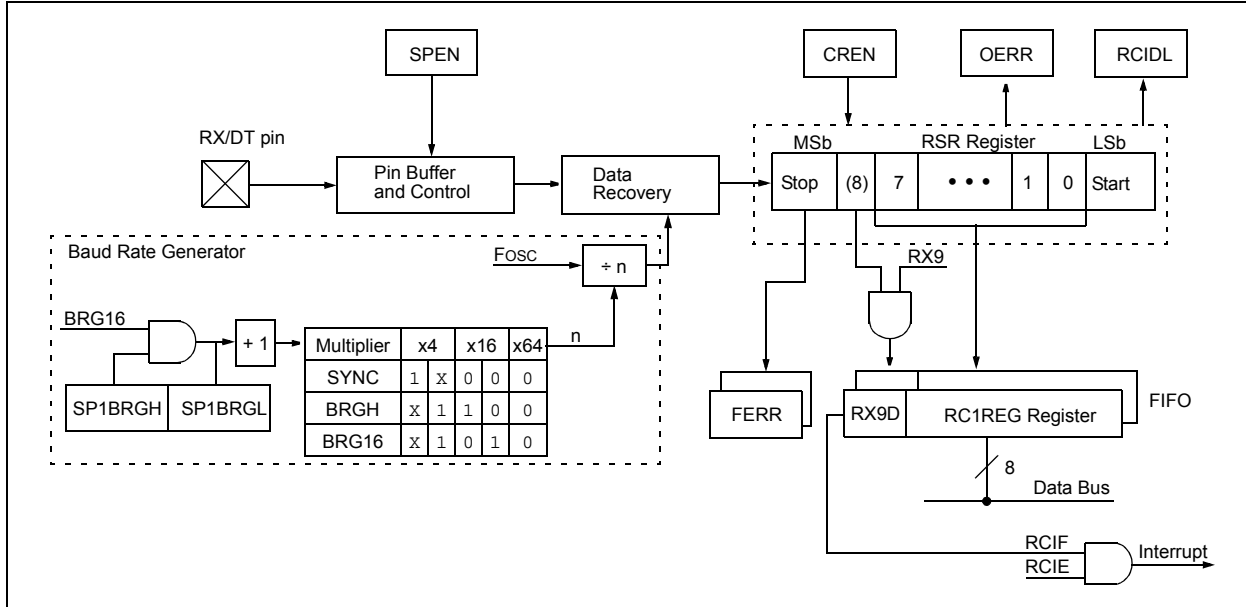 SPEN
CREN
OERR
RCIDL
RX/DT pin
Pin Buffer
and Control
Data
Recovery
MSb
RSR Register
LSb
Stop (8) 7 • • • 1 0 Start
Baud Rate Generator
FOSC
÷ n
RX9
BRG16
+ 1
n
SP1BRGH SP1BRGL
Multiplier x4 x16 x64
SYNC 1 X 0 0 0
BRGH X 1 1 0 0
BRG16 X 1 0 1 0
FERR
RX9D RC1REG Register
FIFO
8
Data Bus
RCIF
RCIE
Interrupt